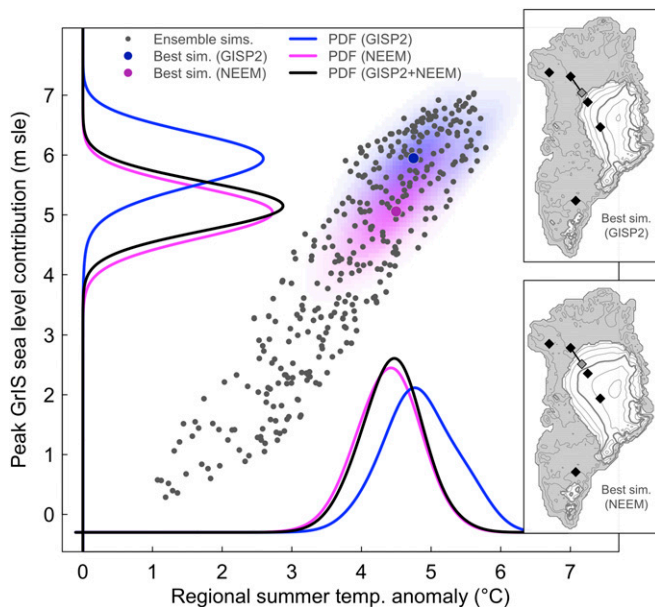 Ensemble sims.
Best sim. (GISP2)
Best sim. (NEEM)
PDF (GISP2)
PDF (NEEM)
PDF (GISP2+NEEM)
Peak GrIS sea level contribution (m sle)
7
6
5
4
3
2
1
0
0 1 2 3 4 5 6 7
Regional summer temp. anomaly (°C)
Best sim.
(GISP2)
Best sim.
(NEEM)